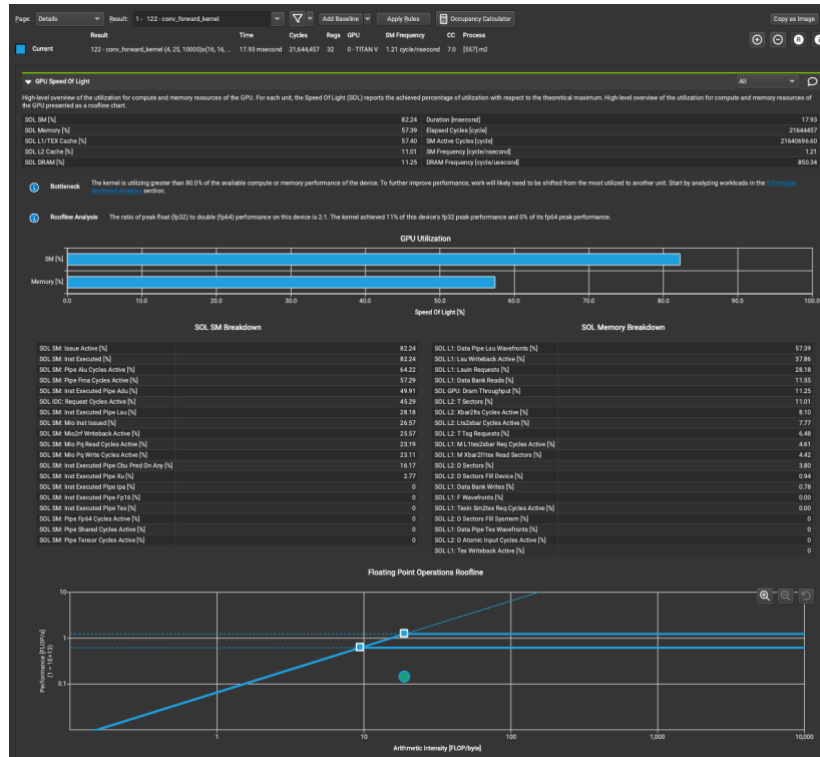 Page: Details Result: 1 - 122 - conv_forward_kernel Add Baseline Apply Rules Occupancy Calculator Copy as Image
Result Time Cycles Regs GPU SM Frequency CC Process
Current 122 - conv_forward_kernel (4, 25, 10000)x(16, 16,... 17.93 msecond 21,644,457 32 0 - TITAN V 1.21 cycle/nsecond 7.0 [557] m2
GPU Speed Of Light All
High-level overview of the utilization for compute and memory resources of the GPU. For each unit, the Speed Of Light (SOL) reports the achieved percentage of utilization with respect to the theoretical maximum. High-level overview of the utilization for compute and memory resources of
the GPU presented as a roofline chart.
SOL SM [%] 82.24 Duration [msecond] 17.93
SOL Memory [%] 57.39 Elapsed Cycles [cycle] 21644457
SOL L1/TEX Cache [%] 57.40 SM Active Cycles [cycle] 21640696.60
SOL L2 Cache [%] 11.01 SM Frequency [cycle/nsecond] 1.21
SOL DRAM [%] 11.25 DRAM Frequency [cycle/usecond] 850.34
Bottleneck The kernel is utilizing greater than 80.0% of the available compute or memory performance of the device. To further improve performance, work will likely need to be shifted from the most utilized to another unit. Start by analyzing workloads in the Compute
Workload Analysis section.
Roofline Analysis The ratio of peak float (fp32) to double (fp64) performance on this device is 2:1. The kernel achieved 11% of this device's fp32 peak performance and 0% of its fp64 peak performance.
GPU Utilization
SM [%]
Memory [%]
0.0 10.0 20.0 30.0 40.0 50.0 60.0 70.0 80.0 90.0 100.0
Speed Of Light [%]
SOL SM Breakdown SOL Memory Breakdown
SOL SM: Issue Active [%] 82.24 SOL L1: Data Pipe Lsu Wavefronts [%] 57.39
SOL SM: Inst Executed [%] 82.24 SOL L1: Lsu Writeback Active [%] 37.86
SOL SM: Pipe Alu Cycles Active [%] 64.22 SOL L1: Lsuin Requests [%] 28.18
SOL SM: Pipe Fma Cycles Active [%] 57.29 SOL L1: Data Bank Reads [%] 11.55
SOL SM: Inst Executed Pipe Adu [%] 49.91 SOL GPU: Dram Throughput [%] 11.25
SOL IDC: Request Cycles Active [%] 45.29 SOL L2: T Sectors [%] 11.01
SOL SM: Inst Executed Pipe Lsu [%] 28.18 SOL L2: Xbar2lts Cycles Active [%] 8.10
SOL SM: Mio Inst Issued [%] 26.57 SOL L2: Lts2xbar Cycles Active [%] 7.77
SOL SM: Mio2rf Writeback Active [%] 25.57 SOL L2: T Tag Requests [%] 6.48
SOL SM: Mio Pq Read Cycles Active [%] 23.19 SOL L1: M L1tex2xbar Req Cycles Active [%] 4.61
SOL SM: Mio Pq Write Cycles Active [%] 23.11 SOL L1: M Xbar2l1tex Read Sectors [%] 4.42
SOL SM: Inst Executed Pipe Cbu Pred On Any [%] 16.17 SOL L2: D Sectors [%] 3.80
SOL SM: Inst Executed Pipe Xu [%] 2.77 SOL L2: D Sectors Fill Device [%] 0.94
SOL SM: Inst Executed Pipe Ipa [%] 0 SOL L1: Data Bank Writes [%] 0.78
SOL SM: Inst Executed Pipe Fp16 [%] 0 SOL L1: F Wavefronts [%] 0.00
SOL SM: Inst Executed Pipe Tex [%] 0 SOL L1: Texin Sm2tex Req Cycles Active [%] 0.00
SOL SM: Pipe Fp64 Cycles Active [%] 0 SOL L2: D Sectors Fill Sysmem [%] 0
SOL SM: Pipe Shared Cycles Active [%] 0 SOL L1: Data Pipe Tex Wavefronts [%] 0
SOL SM: Pipe Tensor Cycles Active [%] 0 SOL L2: D Atomic Input Cycles Active [%] 0
SOL L1: Tex Writeback Active [%] 0
Floating Point Operations Roofline
10
1
0.1
Performance [FLOP/s]
(1 = 1E+13)
1 10 100 1,000 10,000
Arithmetic Intensity [FLOP/byte]